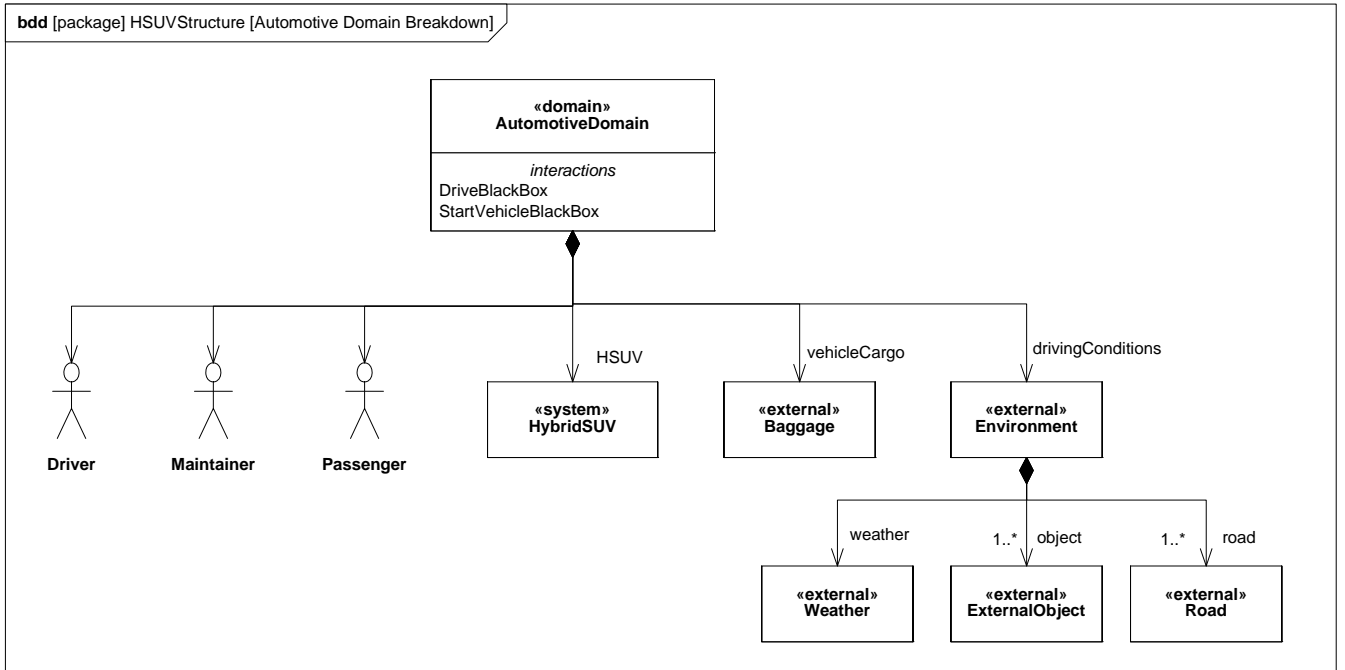 bdd [package] HSUVStructure [Automotive Domain Breakdown]
«domain»
AutomotiveDomain
interactions
DriveBlackBox
StartVehicleBlackBox
HSUV
vehicleCargo
drivingConditions
Driver
Maintainer
Passenger
«system»
HybridSUV
«external»
Baggage
«external»
Environment
weather
1..* object
1..* road
«external»
Weather
«external»
ExternalObject
«external»
Road